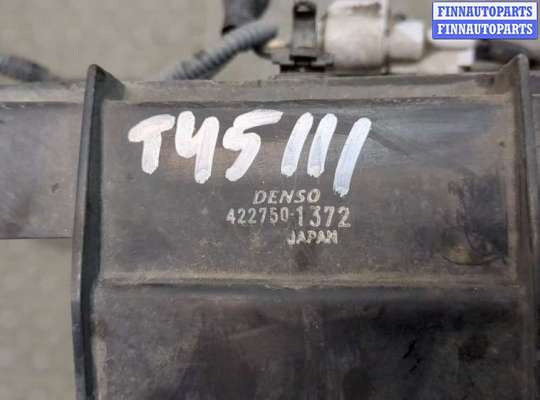 FINNAUTOPARTS
FINNAUTOPARTS
T45111
DENSO
422750-1372
JAPAN